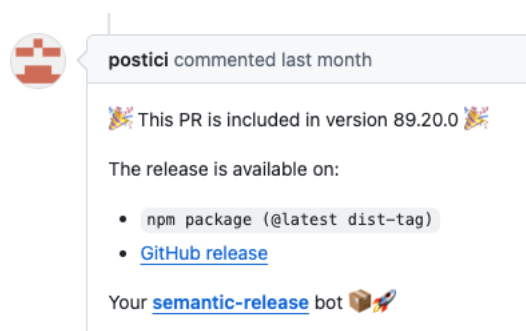 postici commented last month
🎉 This PR is included in version 89.20.0 🎉
The release is available on:
• npm package (@latest dist-tag)
• GitHub release
Your semantic-release bot 📦🚀